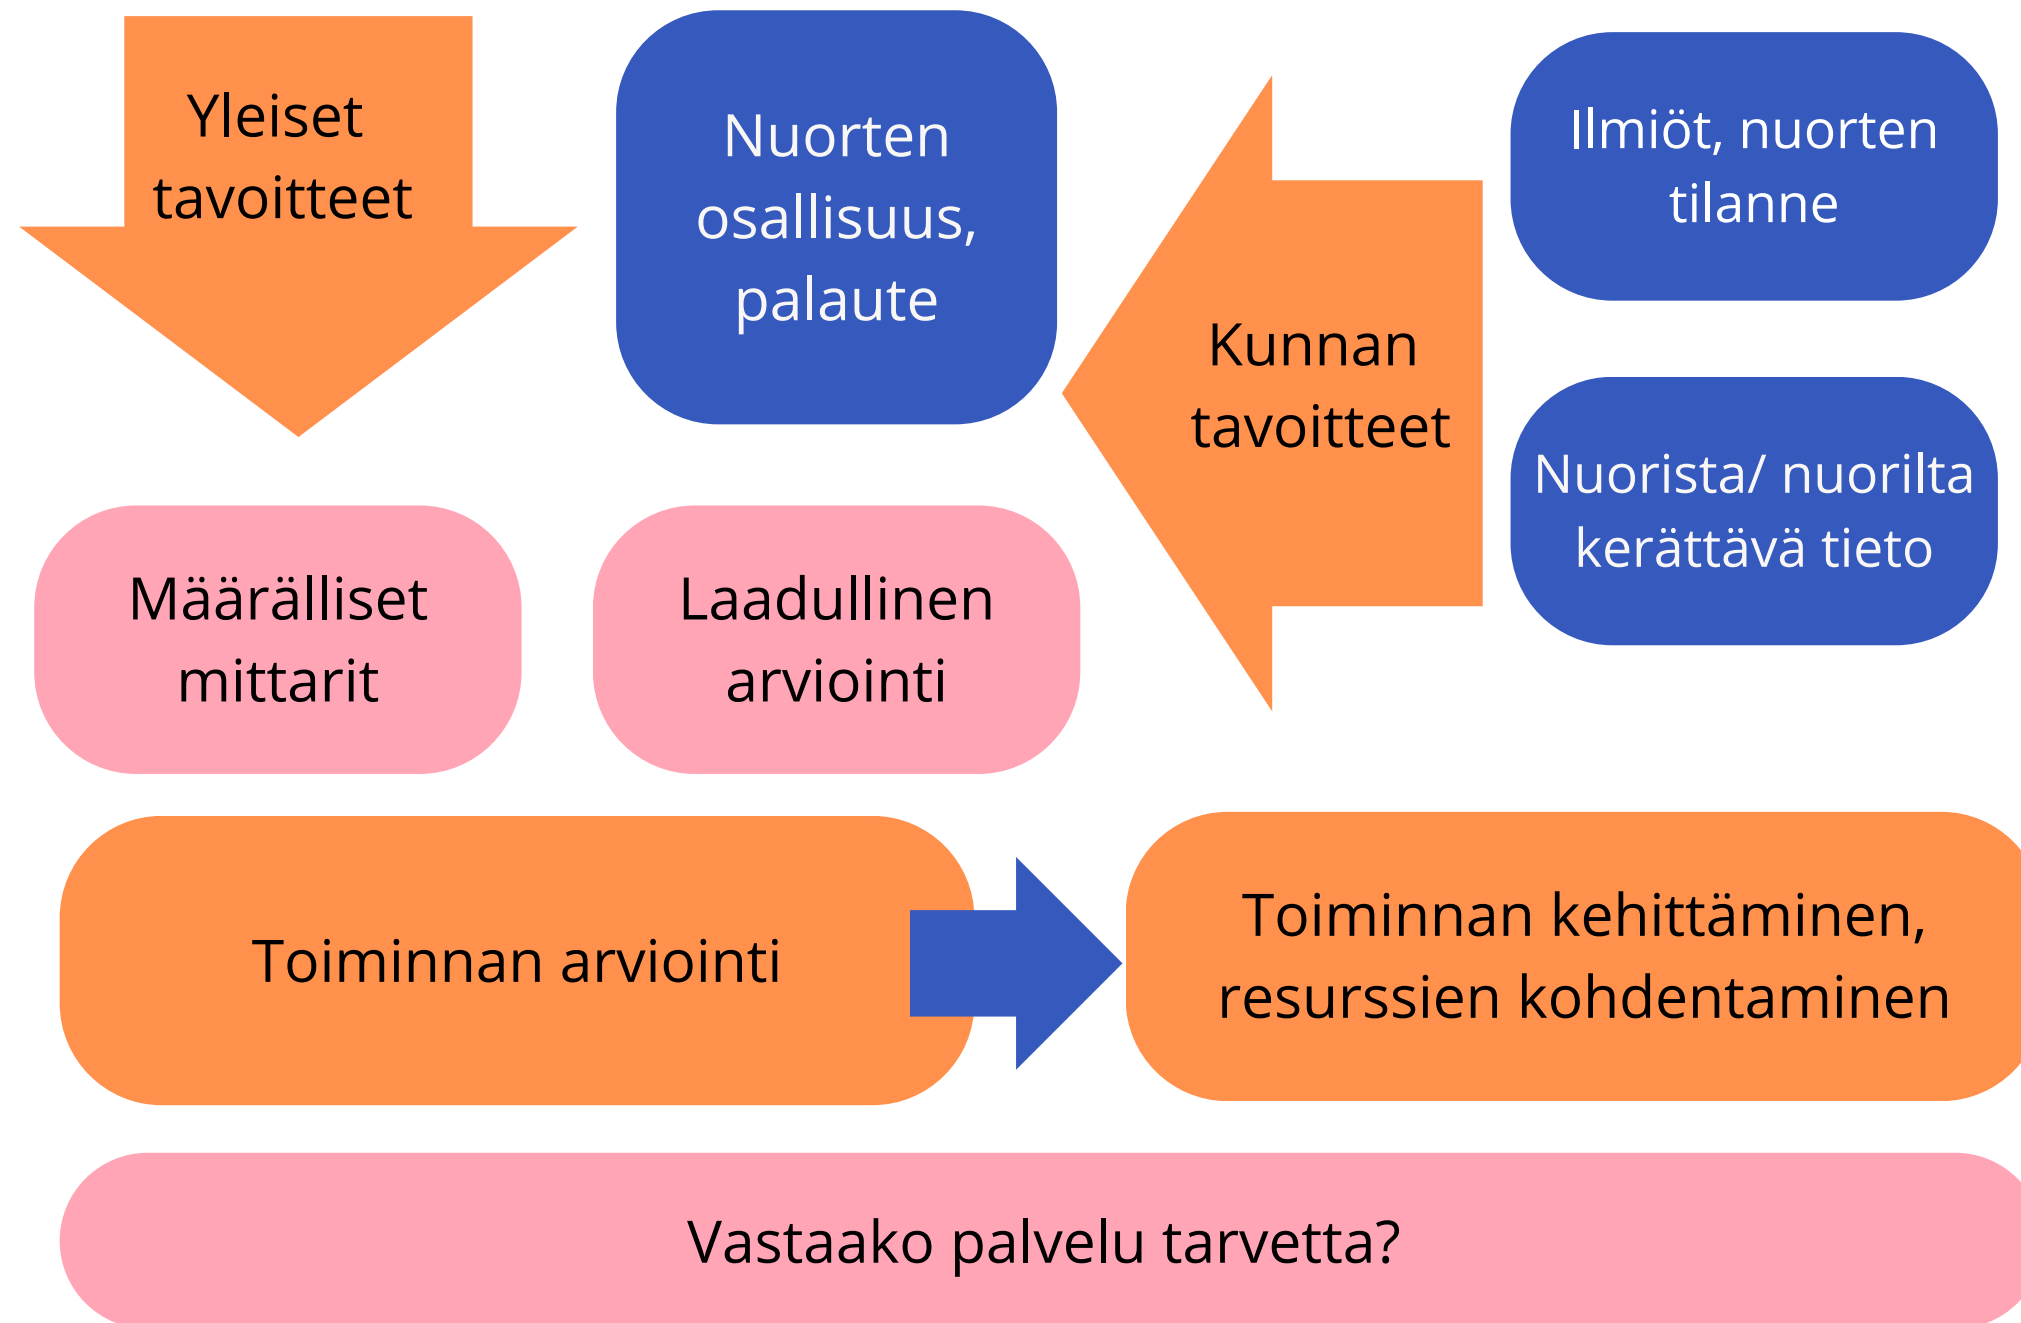 Yleiset
tavoitteet
Nuorten
osallisuus,
palaute
Kunnan
tavoitteet
Ilmiöt, nuorten
tilanne
Nuorista/ nuorilta
kerättävä tieto
Määrälliset
mittarit
Laadullinen
arviointi
Toiminnan arviointi
Toiminnan kehittäminen,
resurssien kohdentaminen
Vastaako palvelu tarvetta?